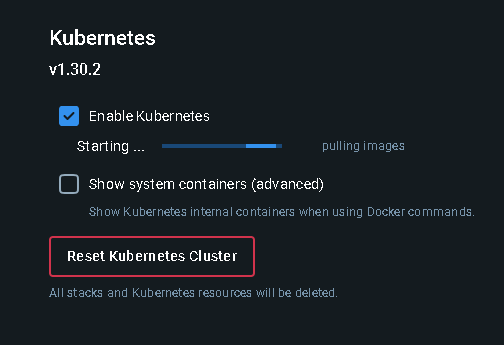 Kubernetes
v1.30.2
Enable Kubernetes
Starting ... pulling images
Show system containers (advanced)
Show Kubernetes internal containers when using Docker commands.
Reset Kubernetes Cluster
All stacks and Kubernetes resources will be deleted.